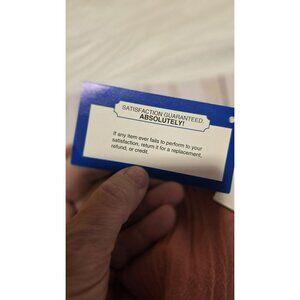 SATISFACTION GUARANTEED.
ABSOLUTELY!
If any item ever fails to perform to your
satisfaction, return it for a replacement,
refund, or credit.